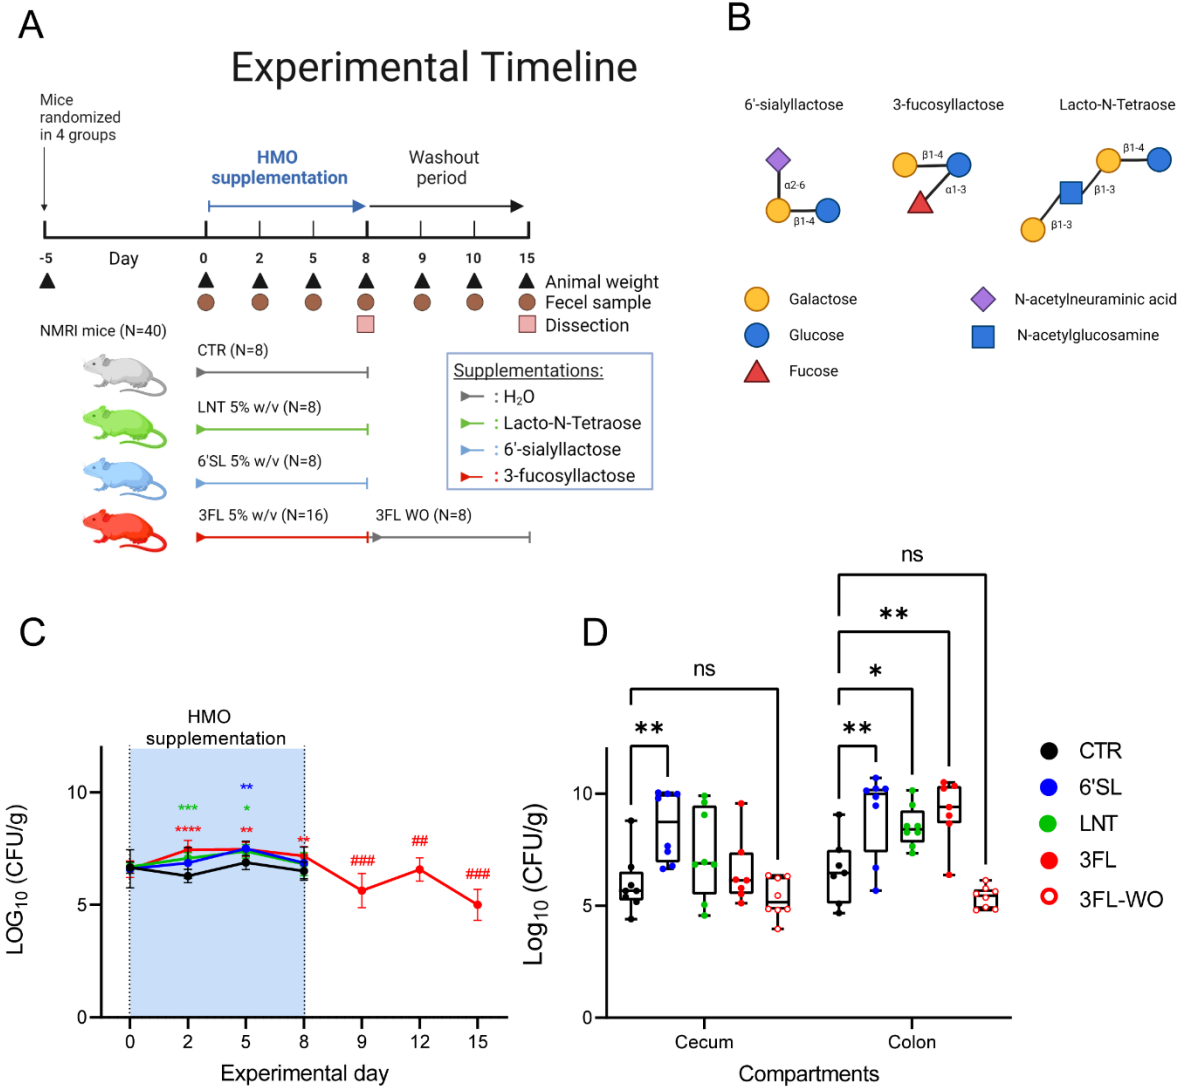 A
Experimental Timeline
Mice
randomized
in 4 groups
HMO
supplementation
Washout
period
-5
Day
0
2
5
8
9
10
15
Animal weight
Fecel sample
Dissection
NMRI mice (N=40)
CTR (N=8)
LNT 5% w/v (N=8)
6'SL 5% w/v (N=8)
3FL 5% w/v (N=16)
3FL WO (N=8)
Supplementations:
: H₂O
: Lacto-N-Tetraose
: 6'-sialyllactose
: 3-fucosyllactose
B
6'-sialyllactose
3-fucosyllactose
Lacto-N-Tetraose
α2-6
β1-4
β1-4
α1-3
β1-4
β1-3
β1-3
Galactose
Glucose
Fucose
N-acetylneuraminic acid
N-acetylglucosamine
C
HMO
supplementation
LOG₁₀ (CFU/g)
10
5
0
***
****
**
*
**
**
###
##
###
0
2
5
8
9
12
15
Experimental day
D
ns
**
ns
**
*
**
Log₁₀ (CFU/g)
10
5
0
Cecum
Colon
Compartments
CTR
6'SL
LNT
3FL
3FL-WO